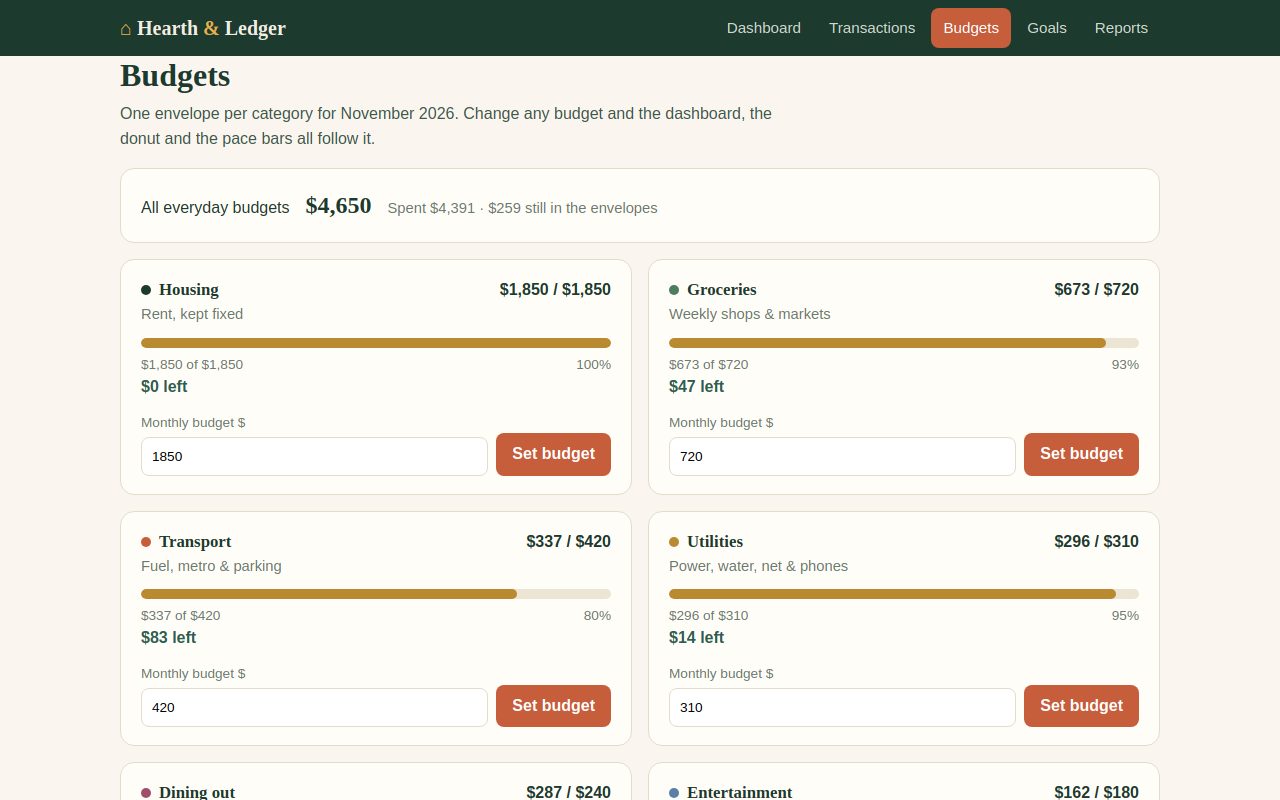 ⌂ Hearth & Ledger
Dashboard Transactions Budgets Goals Reports
Budgets
One envelope per category for November 2026. Change any budget and the dashboard, the
donut and the pace bars all follow it.
All everyday budgets $4,650 Spent $4,391 · $259 still in the envelopes
Housing $1,850 / $1,850
Rent, kept fixed
$1,850 of $1,850 100%
$0 left
Monthly budget $
1850 Set budget
Groceries $673 / $720
Weekly shops & markets
$673 of $720 93%
$47 left
Monthly budget $
720 Set budget
Transport $337 / $420
Fuel, metro & parking
$337 of $420 80%
$83 left
Monthly budget $
420 Set budget
Utilities $296 / $310
Power, water, net & phones
$296 of $310 95%
$14 left
Monthly budget $
310 Set budget
Dining out $287 / $240
Entertainment $162 / $180